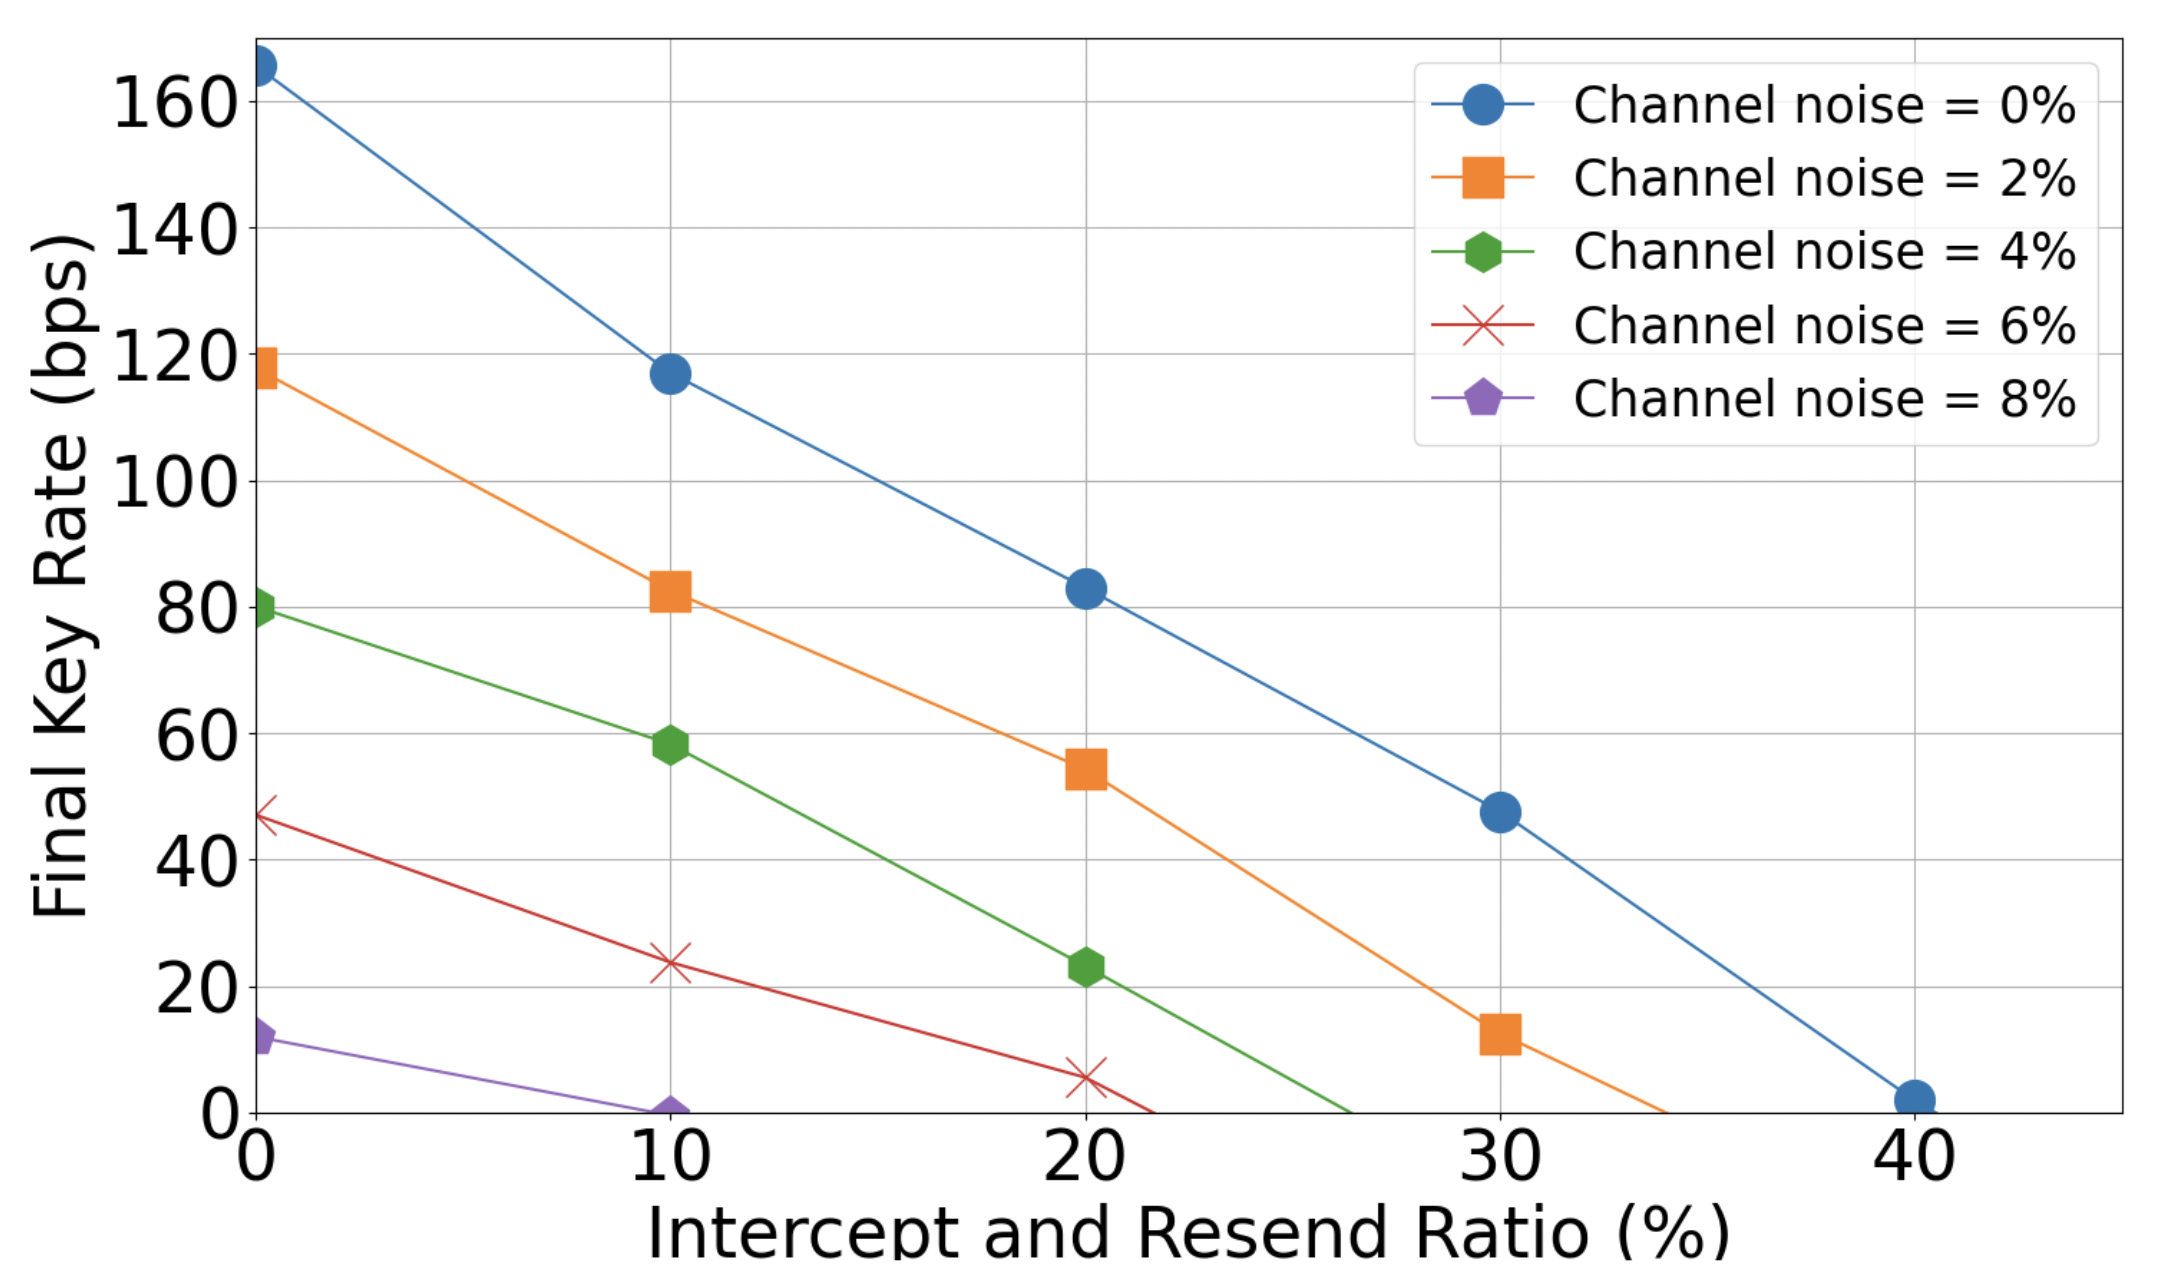 160
140
120
100
80
60
40
20
0
Final Key Rate (bps)
Channel noise = 0%
Channel noise = 2%
Channel noise = 4%
Channel noise = 6%
Channel noise = 8%
0 10 20 30 40
Intercept and Resend Ratio (%)